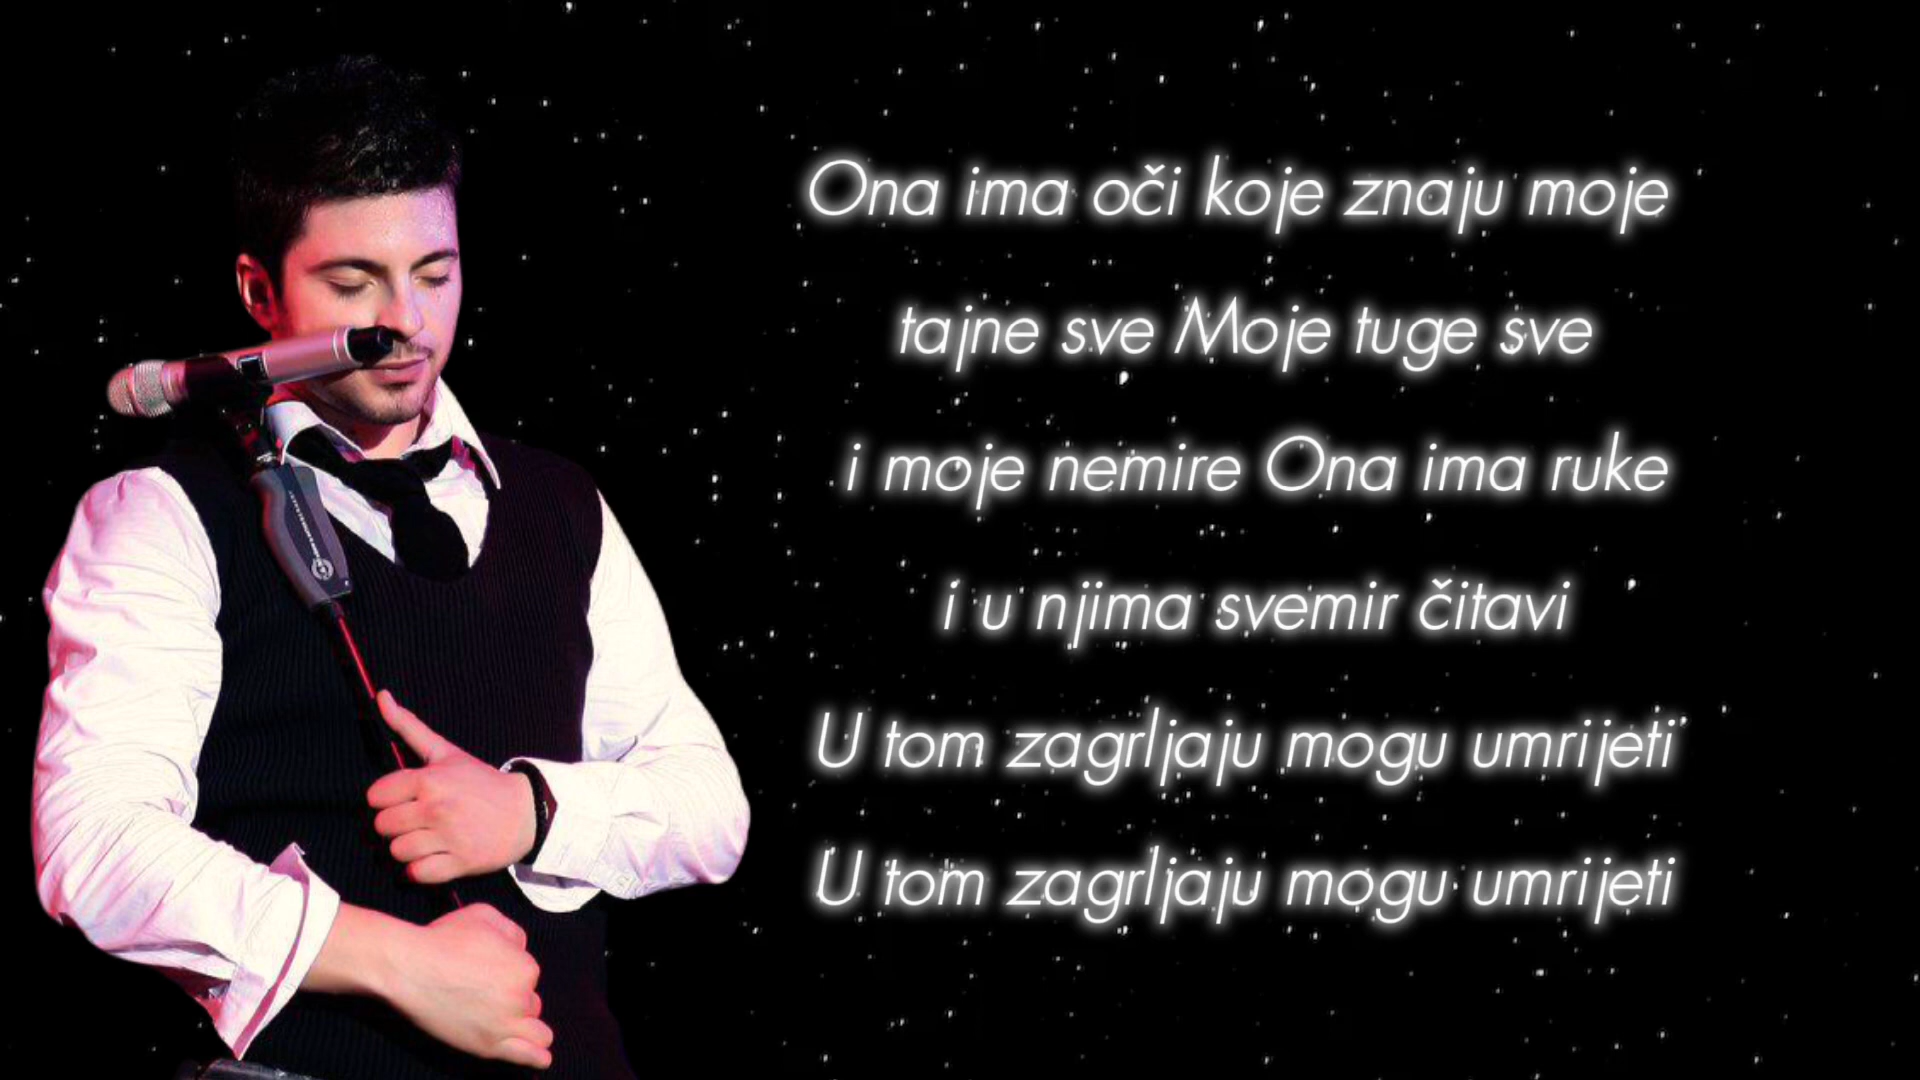 Ona ima oči koje znaju moje
tajne sve Moje tuge sve
i moje nemire Ona ima ruke
i u njima svemir čitavi
U tom zagrljaju mogu umrijeti
U tom zagrljaju mogu umrijeti